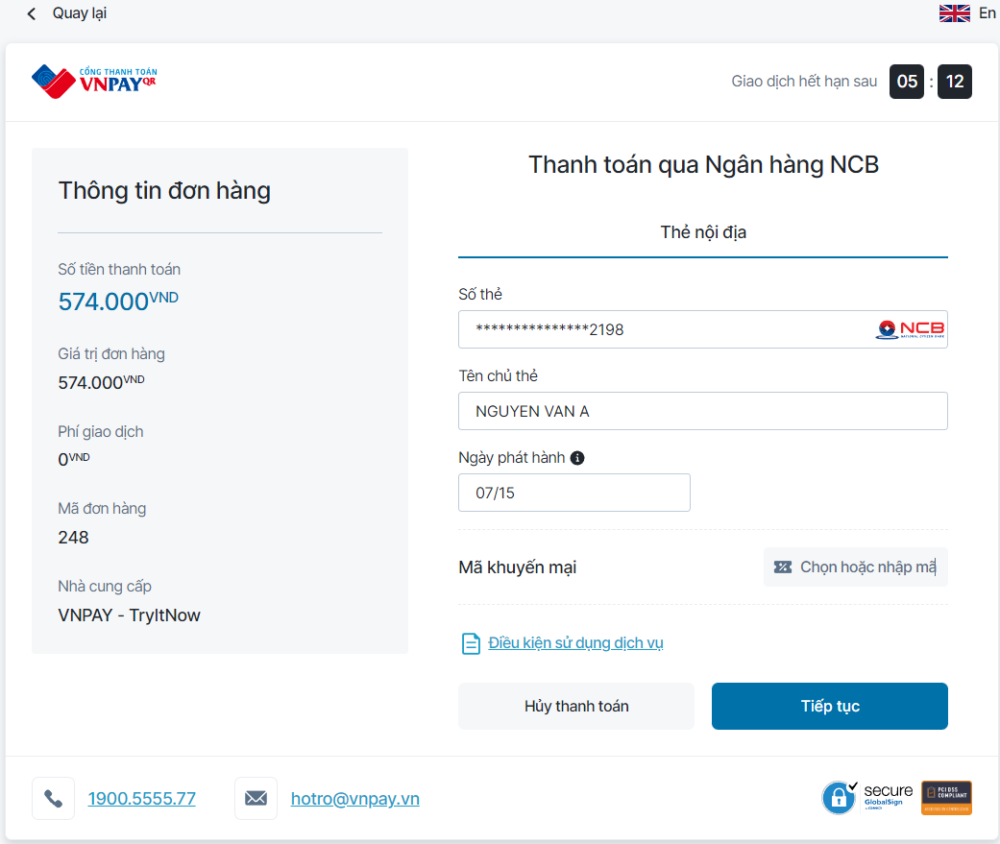 Quay lại
En
CỔNG THANH TOÁN
VNPAYQR
Giao dịch hết hạn sau 05 : 12
Thông tin đơn hàng
Số tiền thanh toán
574.000VND
Giá trị đơn hàng
574.000VND
Phí giao dịch
0VND
Mã đơn hàng
248
Nhà cung cấp
VNPAY - TryItNow
Thanh toán qua Ngân hàng NCB
Thẻ nội địa
Số thẻ
***************2198
NCB
NATIONAL CITIZEN BANK
Tên chủ thẻ
NGUYEN VAN A
Ngày phát hành
07/15
Mã khuyến mại
Chọn hoặc nhập mã
Điều kiện sử dụng dịch vụ
Hủy thanh toán
Tiếp tục
1900.5555.77
hotro@vnpay.vn
secure
GlobalSign
PCI DSS
COMPLIANT